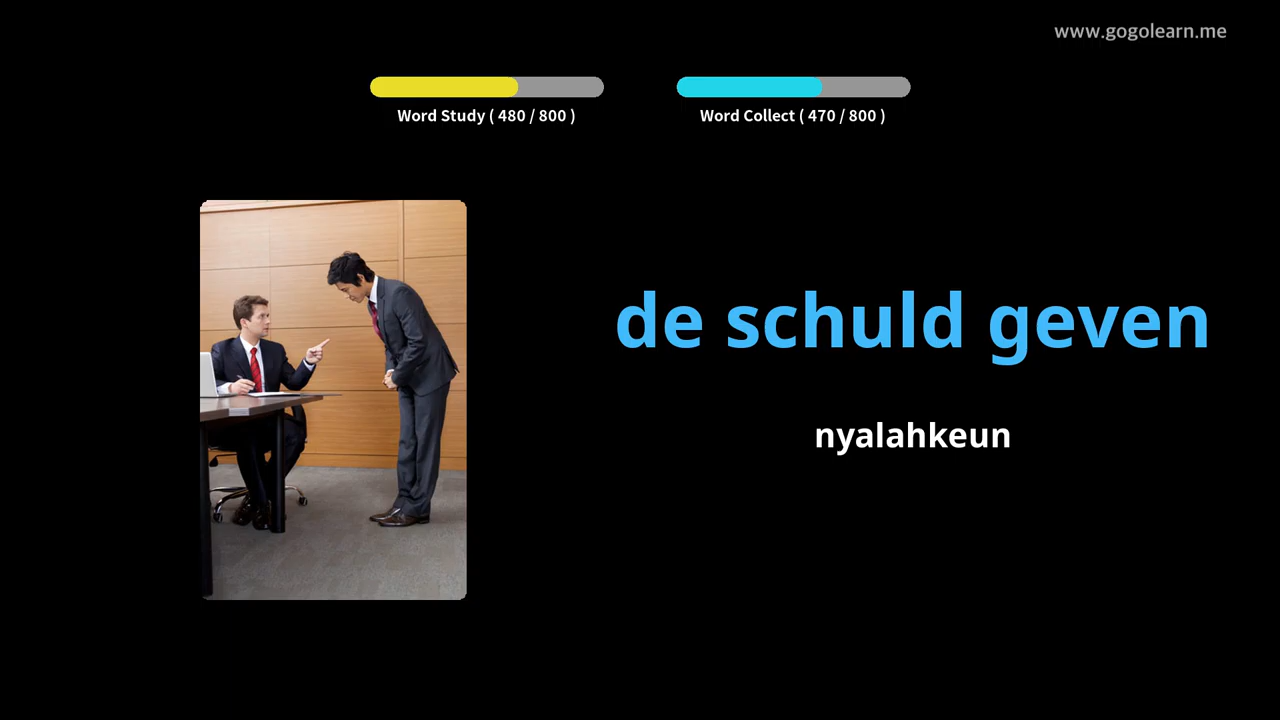 www.gogolearn.me
Word Study ( 480 / 800 )
Word Collect ( 470 / 800 )
de schuld geven
nyalahkeun